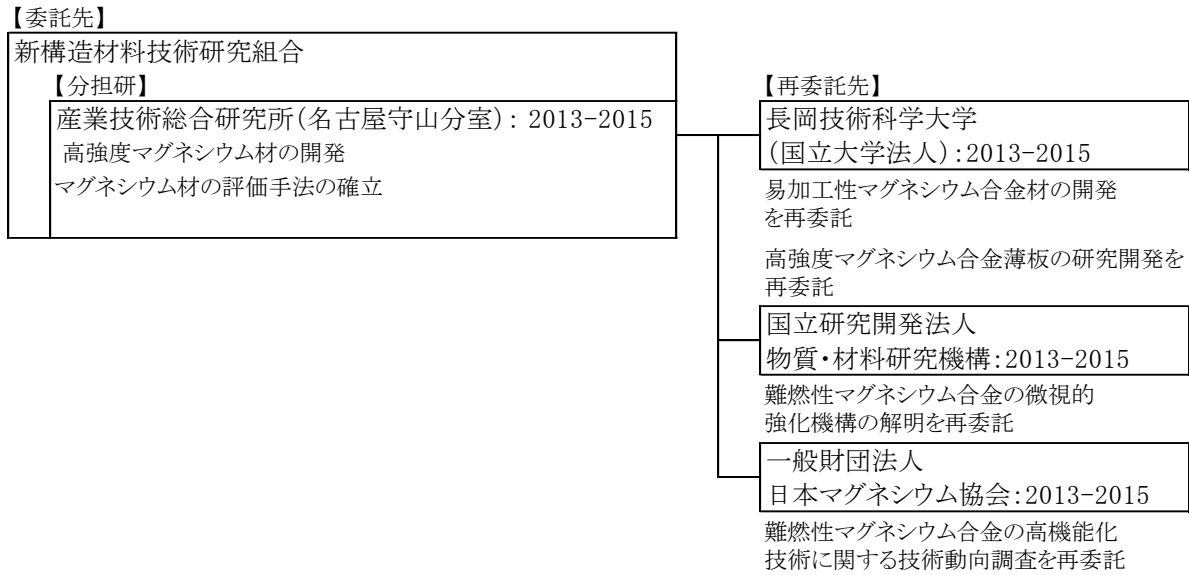 【委託先】
新構造材料技術研究組合
【分担研】
産業技術総合研究所(名古屋守山分室): 2013-2015
高強度マグネシウム材の開発
マグネシウム材の評価手法の確立
【再委託先】
長岡技術科学大学
(国立大学法人):2013-2015
易加工性マグネシウム合金材の開発
を再委託
高強度マグネシウム合金薄板の研究開発を
再委託
国立研究開発法人
物質・材料研究機構:2013-2015
難燃性マグネシウム合金の微視的
強化機構の解明を再委託
一般財団法人
日本マグネシウム協会:2013-2015
難燃性マグネシウム合金の高機能化
技術に関する技術動向調査を再委託